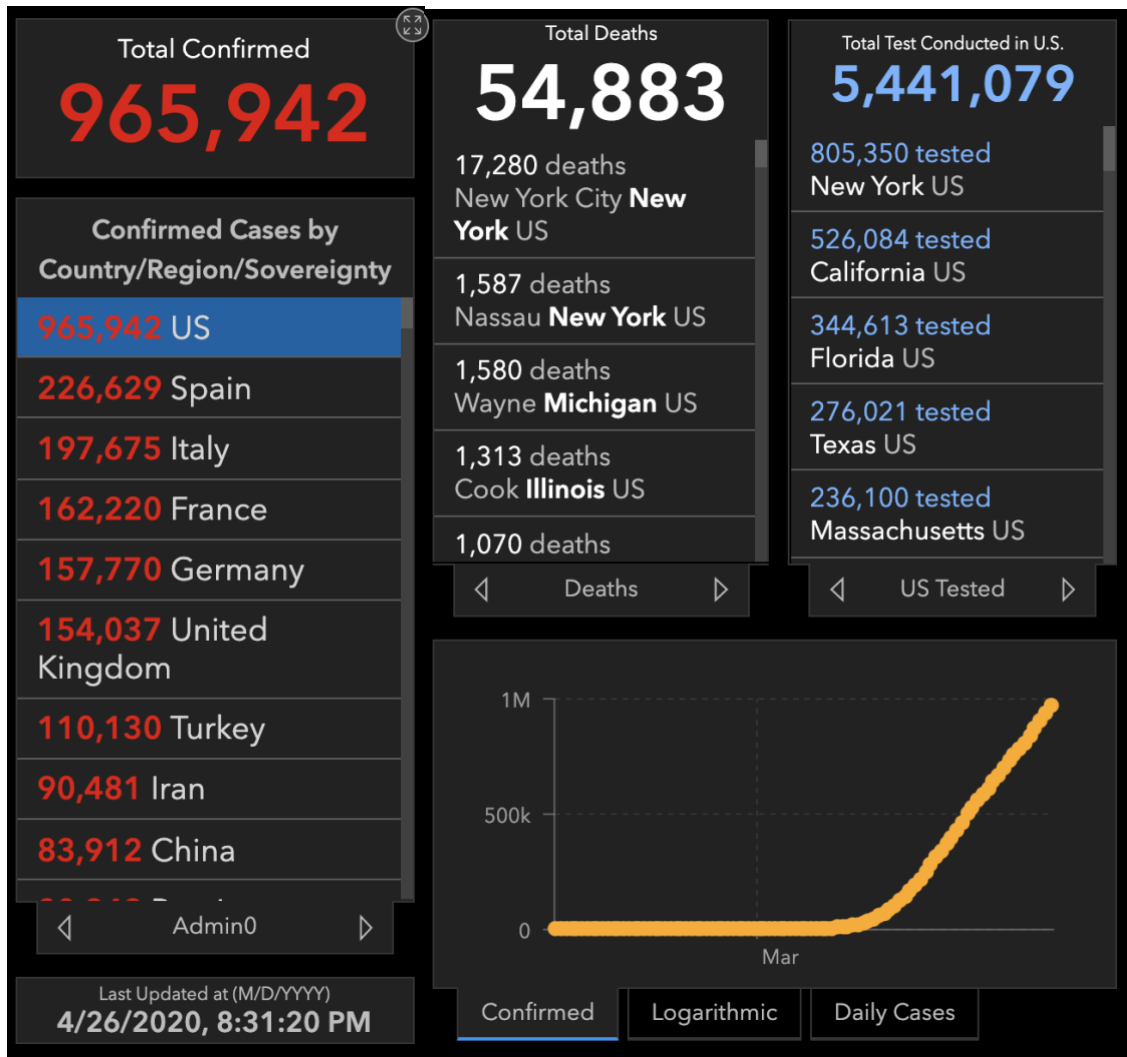 Total Confirmed
965,942
Confirmed Cases by
Country/Region/Sovereignty
965,942 US
226,629 Spain
197,675 Italy
162,220 France
157,770 Germany
154,037 United
Kingdom
110,130 Turkey
90,481 Iran
83,912 China
Admin0
Last Updated at (M/D/YYYY)
4/26/2020, 8:31:20 PM
Total Deaths
54,883
17,280 deaths
New York City New
York US
1,587 deaths
Nassau New York US
1,580 deaths
Wayne Michigan US
1,313 deaths
Cook Illinois US
1,070 deaths
Deaths
Total Test Conducted in U.S.
5,441,079
805,350 tested
New York US
526,084 tested
California US
344,613 tested
Florida US
276,021 tested
Texas US
236,100 tested
Massachusetts US
US Tested
1M
500k
0
Mar
Confirmed
Logarithmic
Daily Cases